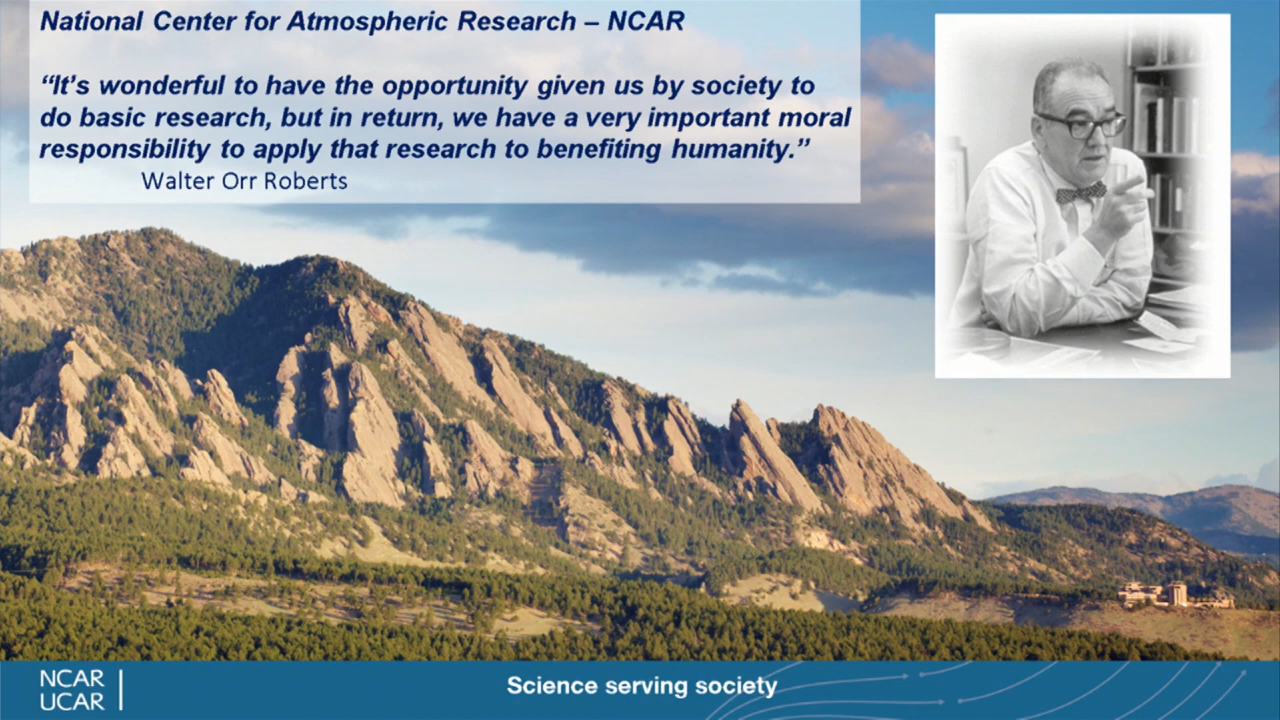 National Center for Atmospheric Research – NCAR
“It’s wonderful to have the opportunity given us by society to
do basic research, but in return, we have a very important moral
responsibility to apply that research to benefiting humanity.”
Walter Orr Roberts
NCAR
UCAR
Science serving society